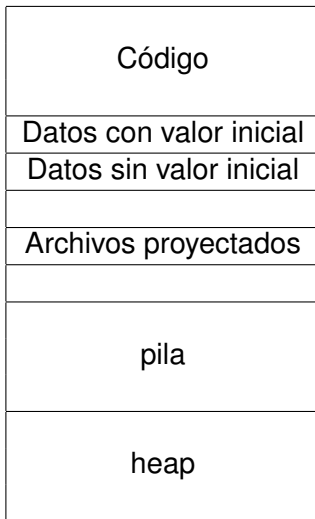 Código
Datos con valor inicial
Datos sin valor inicial
Archivos proyectados
pila
heap